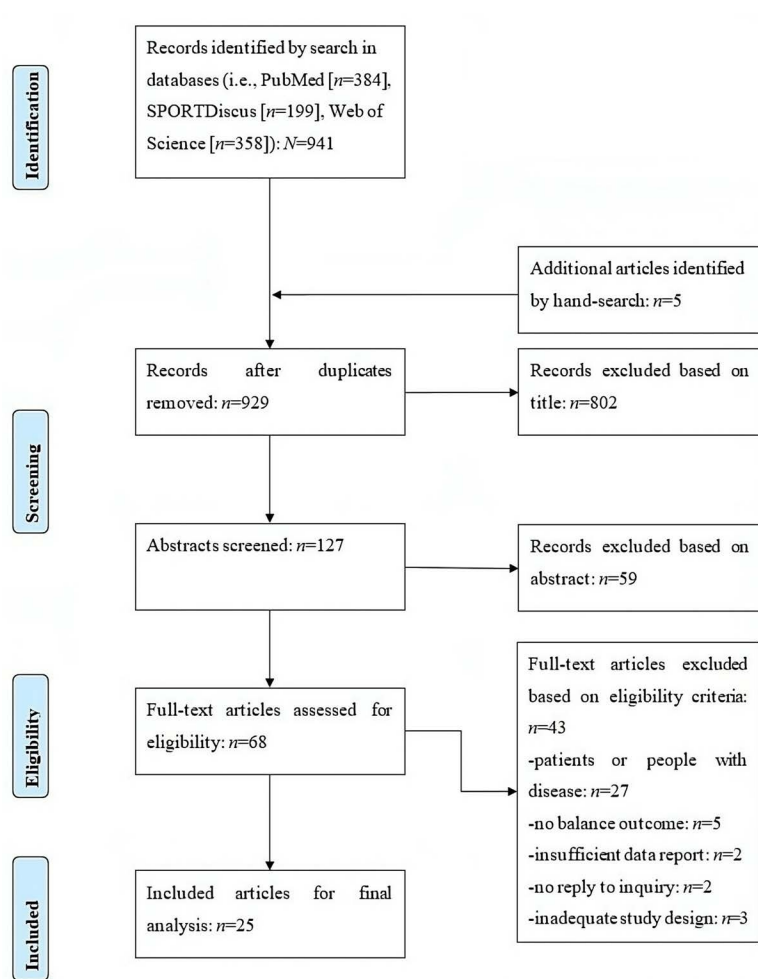 Identification
Records identified by search in
databases (i.e., PubMed [n=384],
SPORTDiscus [n=199], Web of
Science [n=358]): N=941
Additional articles identified
by hand-search: n=5
Screening
Records after duplicates
removed: n=929
Records excluded based on
title: n=802
Abstracts screened: n=127
Records excluded based on
abstract: n=59
Eligibility
Full-text articles assessed for
eligibility: n=68
Full-text articles excluded
based on eligibility criteria:
n=43
-patients or people with
disease: n=27
-no balance outcome: n=5
-insufficient data report: n=2
-no reply to inquiry: n=2
-inadequate study design: n=3
Included
Included articles for final
analysis: n=25